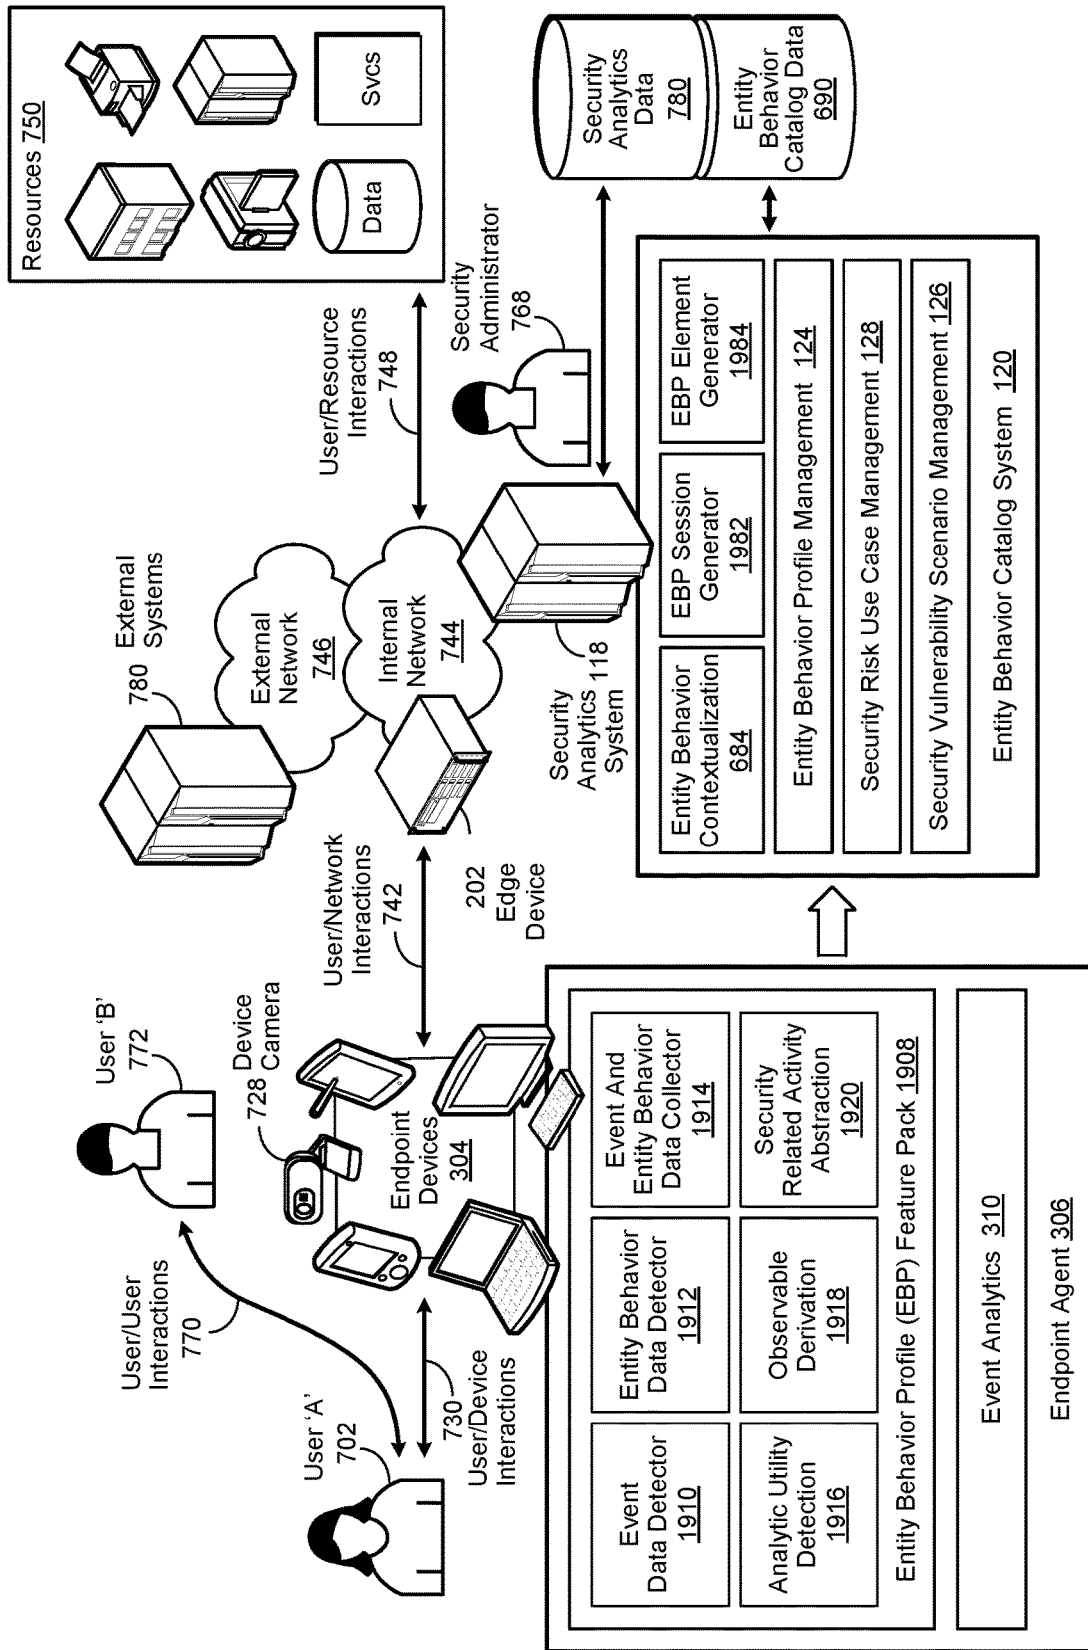 User 'A'
702
User/User
Interactions
770
User 'B'
772
730
User/Device
Interactions
728 Device
Camera
Endpoint
Devices
304
User/Network
Interactions
742
202
Edge
Device
780 External
Systems
External
Network
746
Internal
Network
744
User/Resource
Interactions
748
Resources 750
Data
Svcs
Security
Analytics 118
System
Security
Administrator
768
Security
Analytics
Data
780
Entity
Behavior
Catalog Data
690
Event
Data Detector
1910
Entity Behavior
Data Detector
1912
Event And
Entity Behavior
Data Collector
1914
Analytic Utility
Detection
1916
Observable
Derivation
1918
Security
Related Activity
Abstraction
1920
Entity Behavior Profile (EBP) Feature Pack 1908
Event Analytics 310
Endpoint Agent 306
Entity Behavior
Contextualization
684
EBP Session
Generator
1982
EBP Element
Generator
1984
Entity Behavior Profile Management 124
Security Risk Use Case Management 128
Security Vulnerability Scenario Management 126
Entity Behavior Catalog System 120